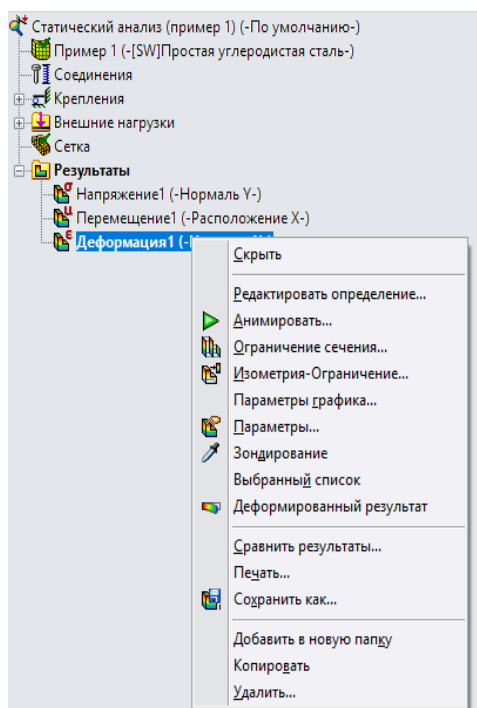 Статический анализ (пример 1) (-По умолчанию-)
Пример 1 (-[SW]Простая углеродистая сталь-)
Соединения
Крепления
Внешние нагрузки
Сетка
Результаты
Напряжение1 (-Нормаль Y-)
Перемещение1 (-Расположение X-)
Деформация1 (-
Скрыть
Редактировать определение...
Анимировать...
Ограничение сечения...
Изометрия-Ограничение...
Параметры графика...
Параметры...
Зондирование
Выбранный список
Деформированный результат
Сравнить результаты...
Печать...
Сохранить как...
Добавить в новую папку
Копировать
Удалить...